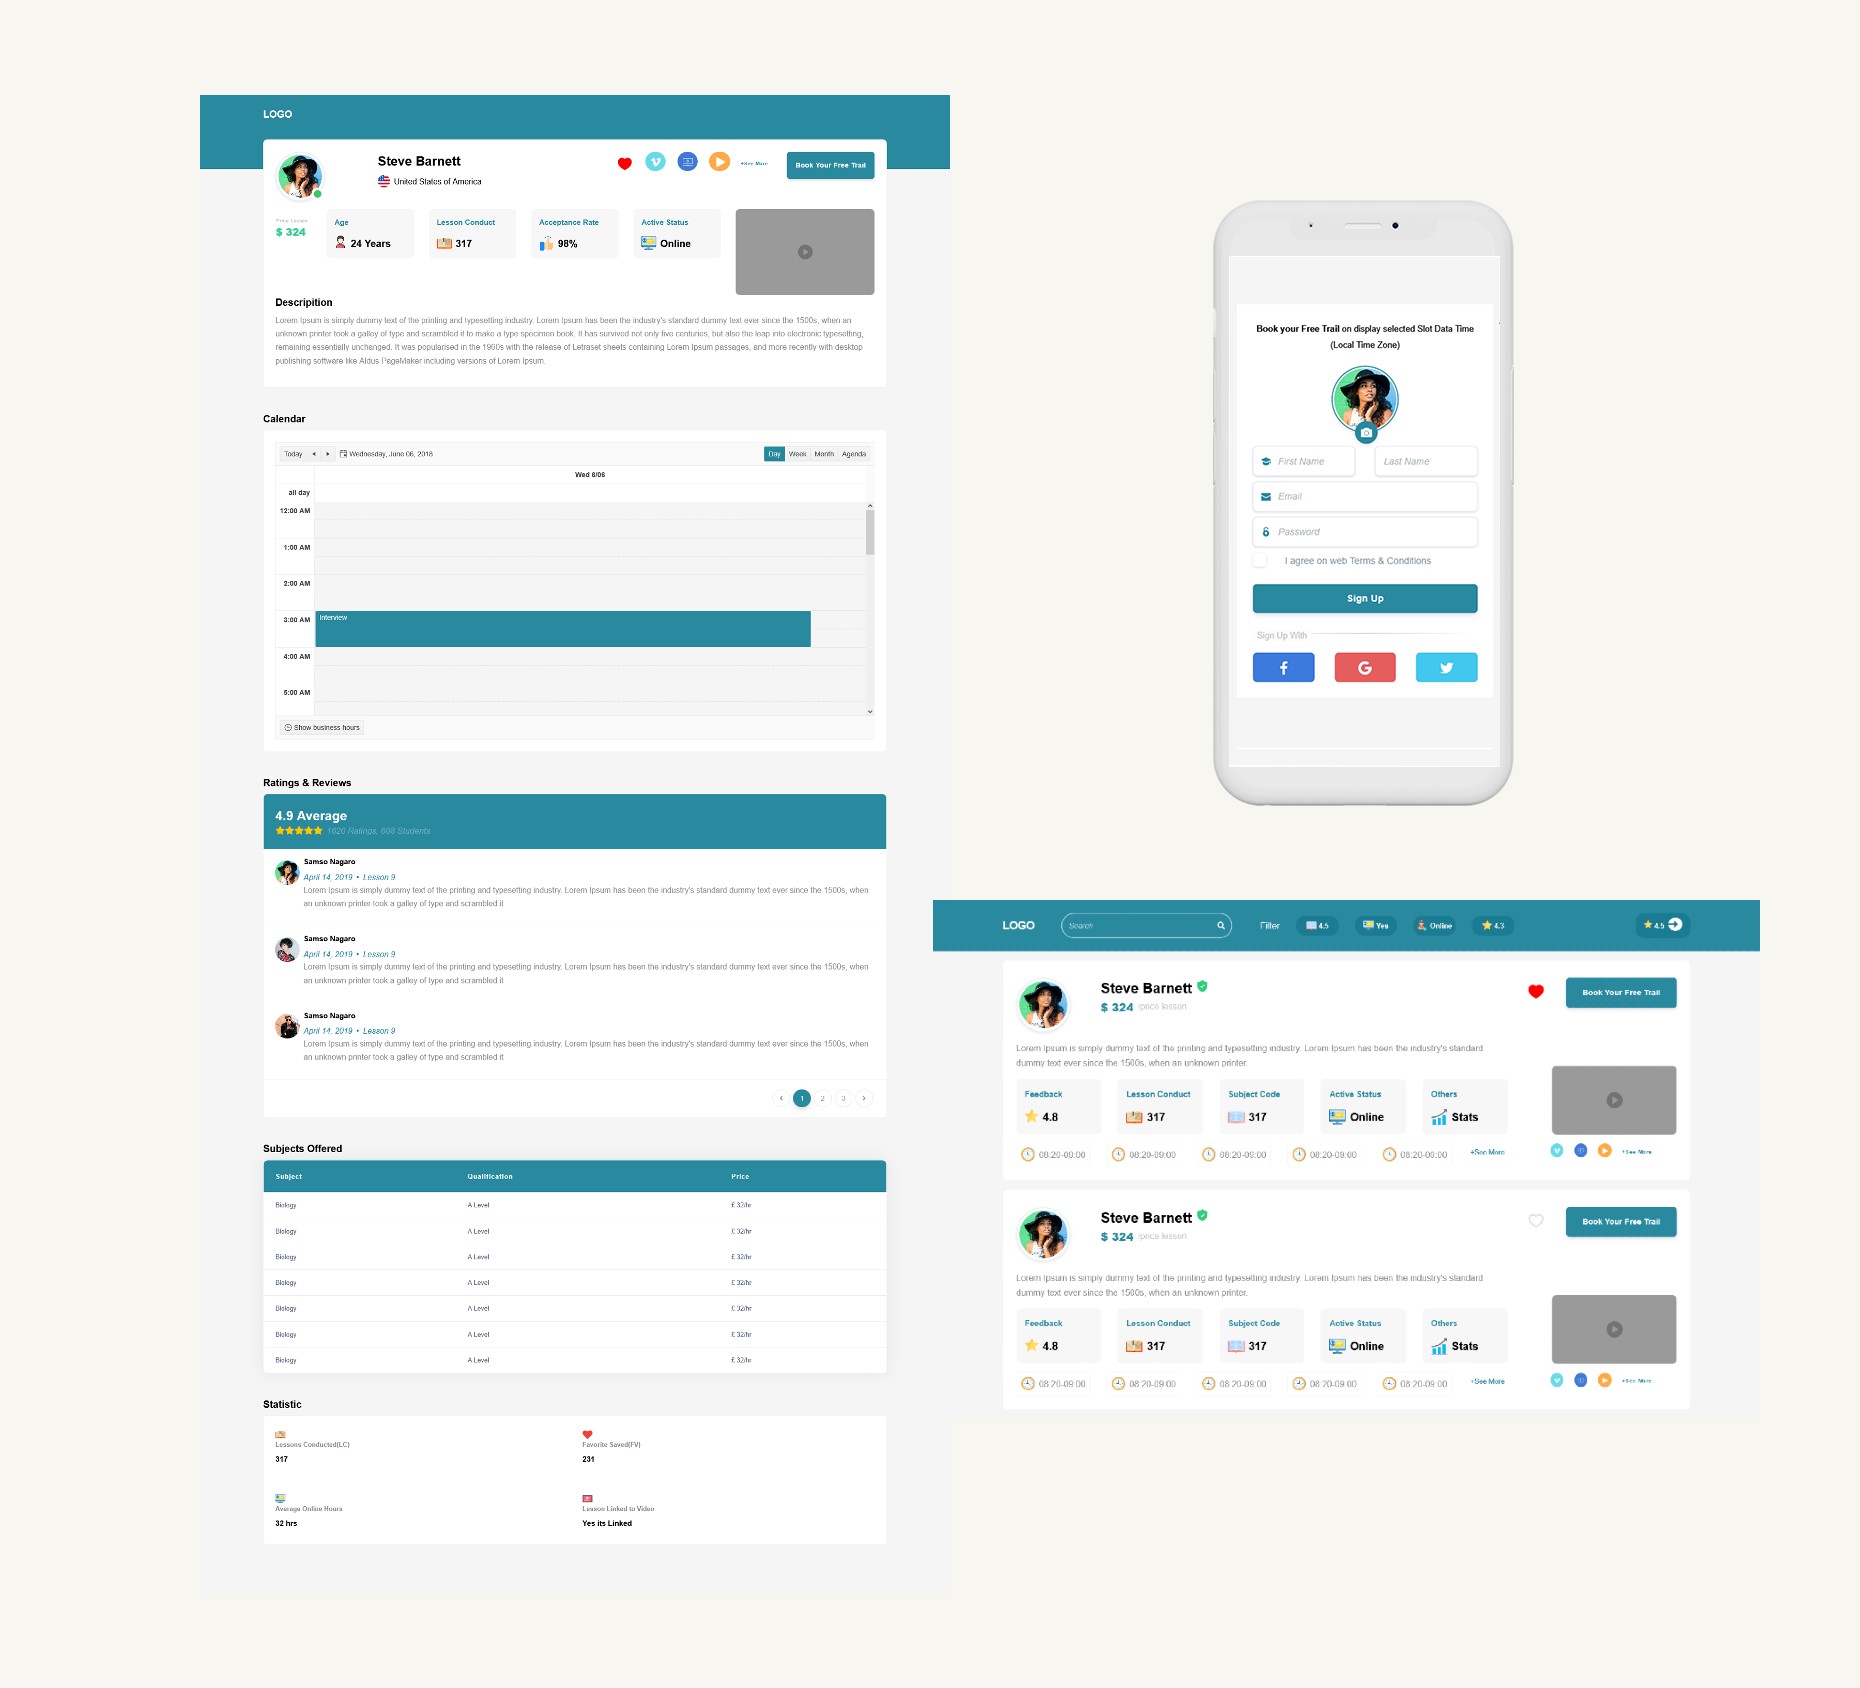 LOGO
Steve Barnett
United States of America
+See More
Book Your Free Trail
Price Lesson
$ 324
Age
24 Years
Lesson Conduct
317
Acceptance Rate
98%
Active Status
Online
Descripition
Lorem Ipsum is simply dummy text of the printing and typesetting industry. Lorem Ipsum has been the industry's standard dummy text ever since the 1500s, when an
unknown printer took a galley of type and scrambled it to make a type specimen book. It has survived not only five centuries, but also the leap into electronic typesetting,
remaining essentially unchanged. It was popularised in the 1960s with the release of Letraset sheets containing Lorem Ipsum passages, and more recently with desktop
publishing software like Aldus PageMaker including versions of Lorem Ipsum.
Calendar
Today
Wednesday, June 06, 2018
Day Week Month Agenda
Wed 6/06
all day
12:00 AM
1:00 AM
2:00 AM
3:00 AM
Interview
4:00 AM
5:00 AM
Show business hours
Ratings & Reviews
4.9 Average
1620 Ratings, 608 Students
Samso Nagaro
April 14, 2019 • Lesson 9
Lorem Ipsum is simply dummy text of the printing and typesetting industry. Lorem Ipsum has been the industry's standard dummy text ever since the 1500s, when
an unknown printer took a galley of type and scrambled it
Samso Nagaro
April 14, 2019 • Lesson 9
Lorem Ipsum is simply dummy text of the printing and typesetting industry. Lorem Ipsum has been the industry's standard dummy text ever since the 1500s, when
an unknown printer took a galley of type and scrambled it
Samso Nagaro
April 14, 2019 • Lesson 9
Lorem Ipsum is simply dummy text of the printing and typesetting industry. Lorem Ipsum has been the industry's standard dummy text ever since the 1500s, when
an unknown printer took a galley of type and scrambled it
1 2 3
Subjects Offered
Subject Qualification Price
Biology A Level £ 32/hr
Biology A Level £ 32/hr
Biology A Level £ 32/hr
Biology A Level £ 32/hr
Biology A Level £ 32/hr
Biology A Level £ 32/hr
Biology A Level £ 32/hr
Statistic
Lessons Conducted(LC)
317
Favorite Saved(FV)
231
Average Online Hours
32 hrs
Lesson Linked to Video
Yes its Linked
Book your Free Trail on display selected Slot Data Time
(Local Time Zone)
First Name
Last Name
Email
Password
I agree on web Terms & Conditions
Sign Up
Sign Up With
LOGO
Search
Filter
4.5
Yes
Online
4.3
4.5
Steve Barnett
$ 324 /price lesson
Book Your Free Trail
Lorem Ipsum is simply dummy text of the printing and typesetting industry. Lorem Ipsum has been the industry's standard
dummy text ever since the 1500s, when an unknown printer.
Feedback
4.8
Lesson Conduct
317
Subject Code
317
Active Status
Online
Others
Stats
08:20-09:00 08:20-09:00 08:20-09:00 08:20-09:00 08:20-09:00 +See More
+See More
Steve Barnett
$ 324 /price lesson
Book Your Free Trail
Lorem Ipsum is simply dummy text of the printing and typesetting industry. Lorem Ipsum has been the industry's standard
dummy text ever since the 1500s, when an unknown printer.
Feedback
4.8
Lesson Conduct
317
Subject Code
317
Active Status
Online
Others
Stats
08:20-09:00 08:20-09:00 08:20-09:00 08:20-09:00 08:20-09:00 +See More
+See More